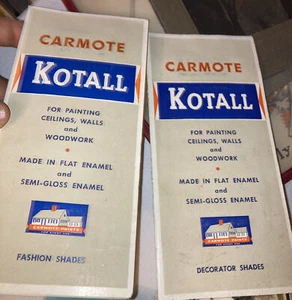 CARMOTE
KOTALL
FOR PAINTING
CEILINGS, WALLS
and
WOODWORK
MADE IN FLAT ENAMEL
and
SEMI-GLOSS ENAMEL
CARMOTE PAINTS
FASHION SHADES
CARMOTE
KOTALL
FOR PAINTING
CEILINGS, WALLS
and
WOODWORK
MADE IN FLAT ENAMEL
and
SEMI-GLOSS ENAMEL
CARMOTE PAINTS
DECORATOR SHADES